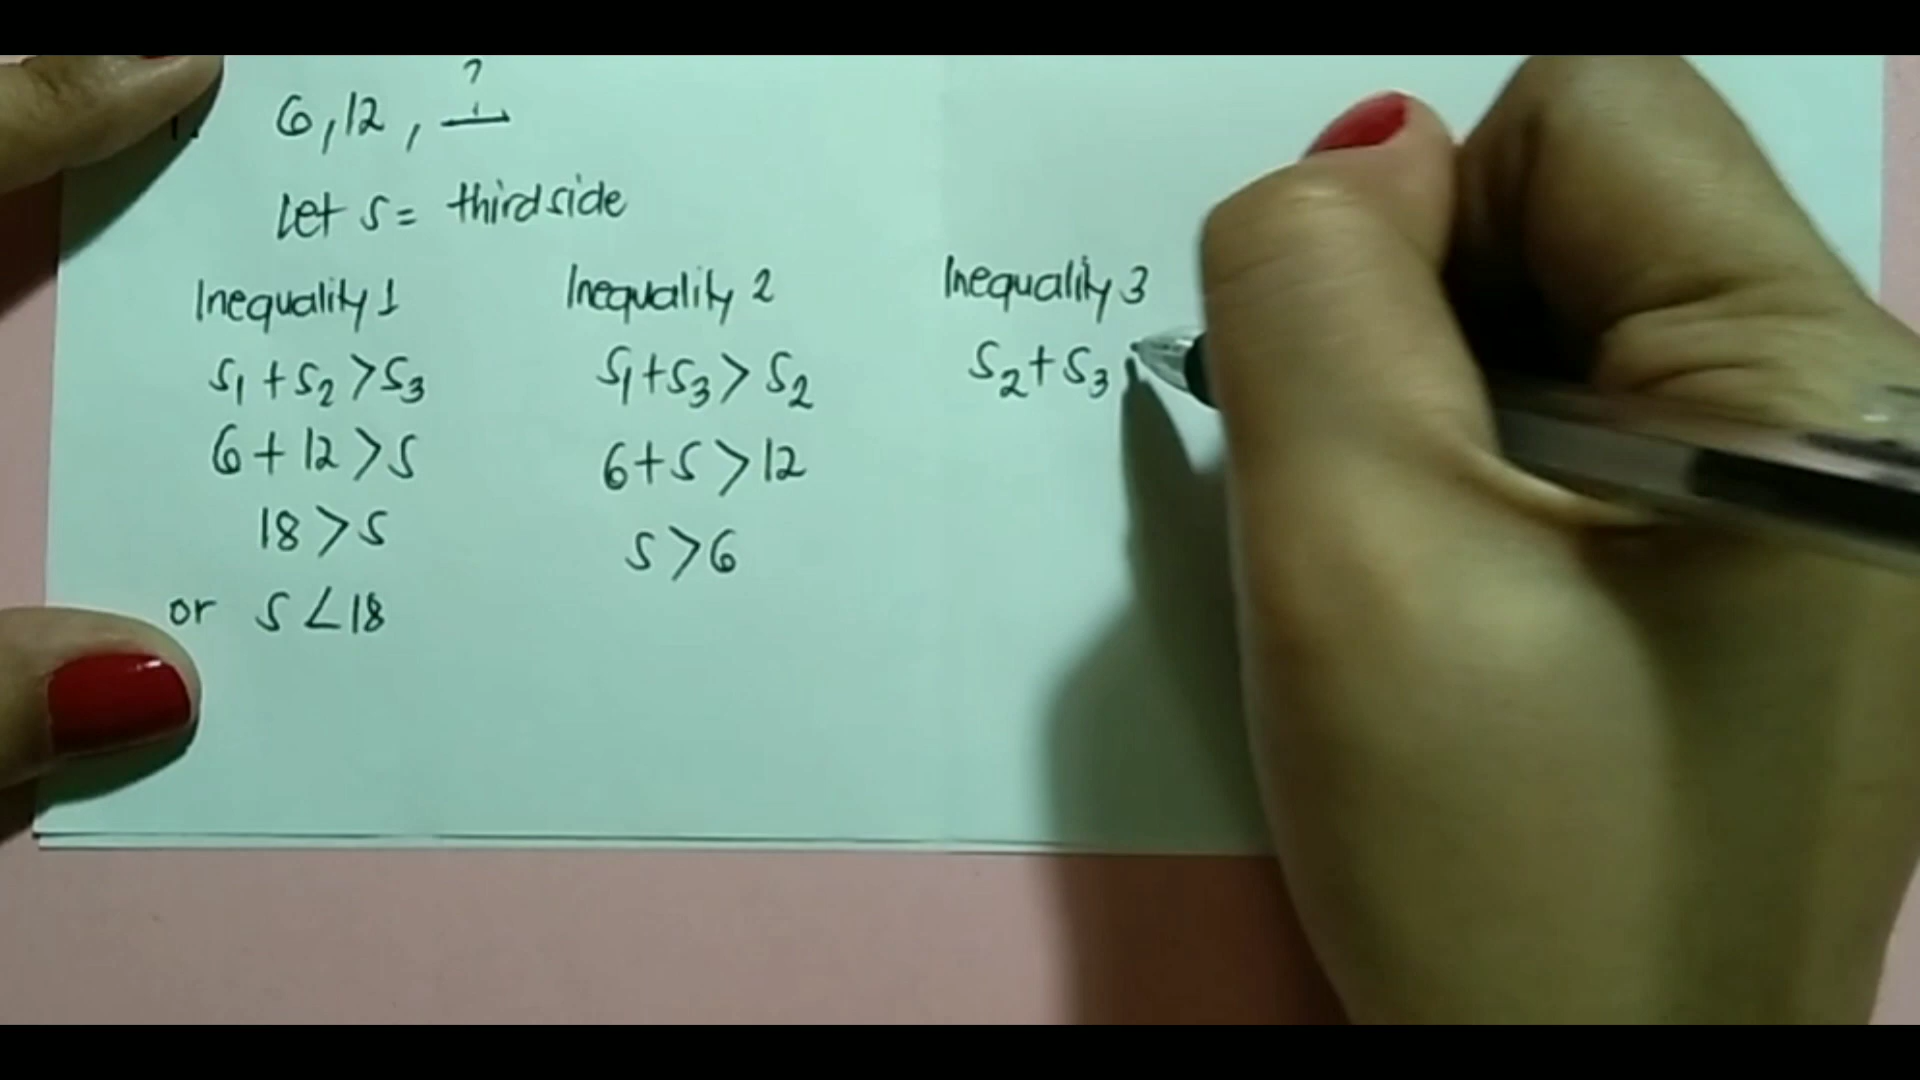 ?
6, 12, __
Let s = third side
Inequality 1
s₁ + s₂ > s₃
6 + 12 > s
18 > s
or s < 18
Inequality 2
s₁ + s₃ > s₂
6 + s > 12
s > 6
Inequality 3
s₂ + s₃